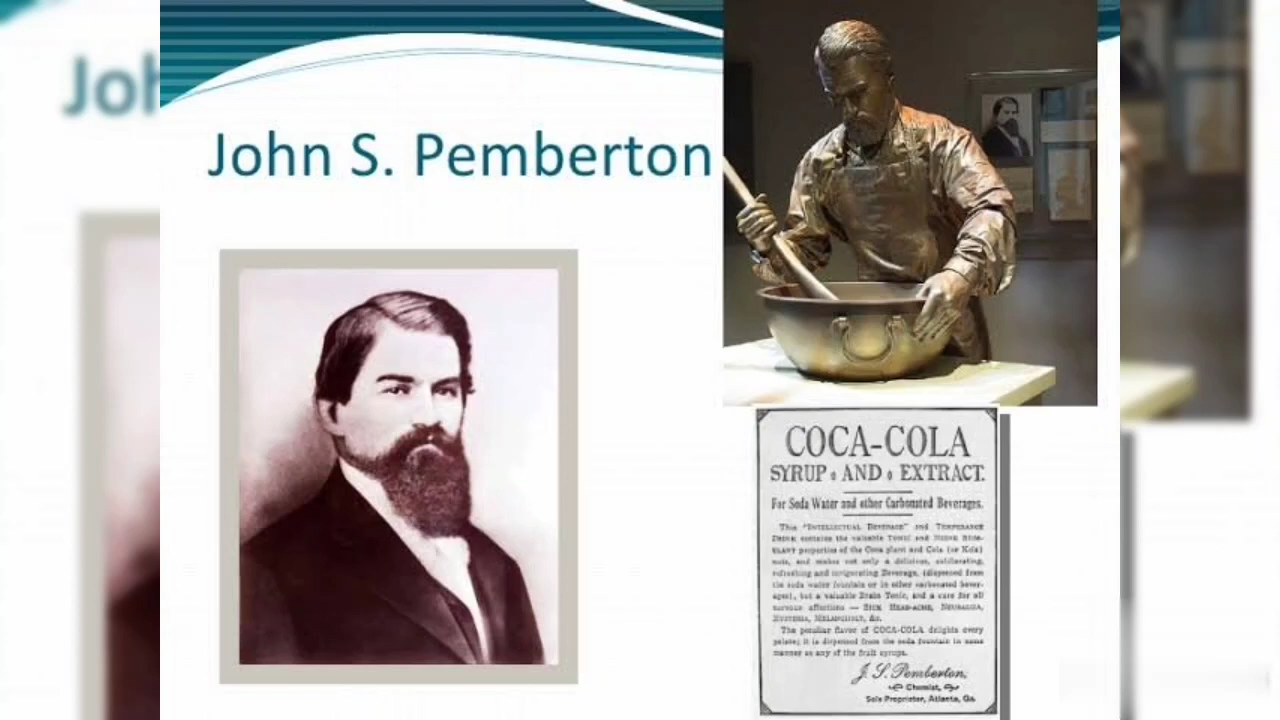 John S. Pemberton
COCA-COLA
SYRUP AND EXTRACT.
For Soda Water and other Carbonated Beverages.
This "INTELLECTUAL BEVERAGE" and TEMPERANCE
DRINK contains the valuable TONIC and NERVE STIM-
ULANT properties of the Coca plant and Cola (or Kola)
nuts, and makes not only a delicious, exhilarating,
refreshing and invigorating Beverage, (dispensed from
the soda water fountain or in other carbonated bever-
ages), but a valuable Brain Tonic, and a cure for all
nervous affections — SICK HEAD-ACHE, NEURALGIA,
HYSTERIA, MELANCHOLY, &c.
The peculiar flavor of COCA-COLA delights every
palate; it is dispensed from the soda fountain in same
manner as any of the fruit syrups.
J. S. Pemberton,
Chemist,
Sole Proprietor, Atlanta, Ga.
Joh